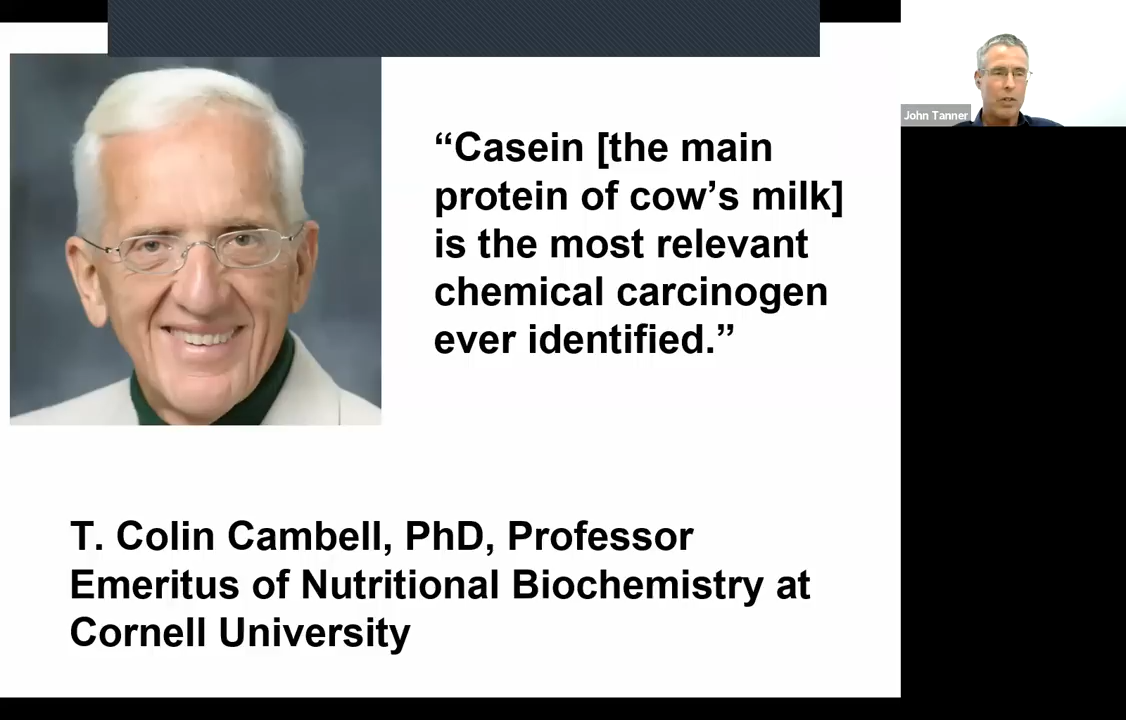 “Casein [the main
protein of cow’s milk]
is the most relevant
chemical carcinogen
ever identified.”
T. Colin Cambell, PhD, Professor
Emeritus of Nutritional Biochemistry at
Cornell University
John Tanner